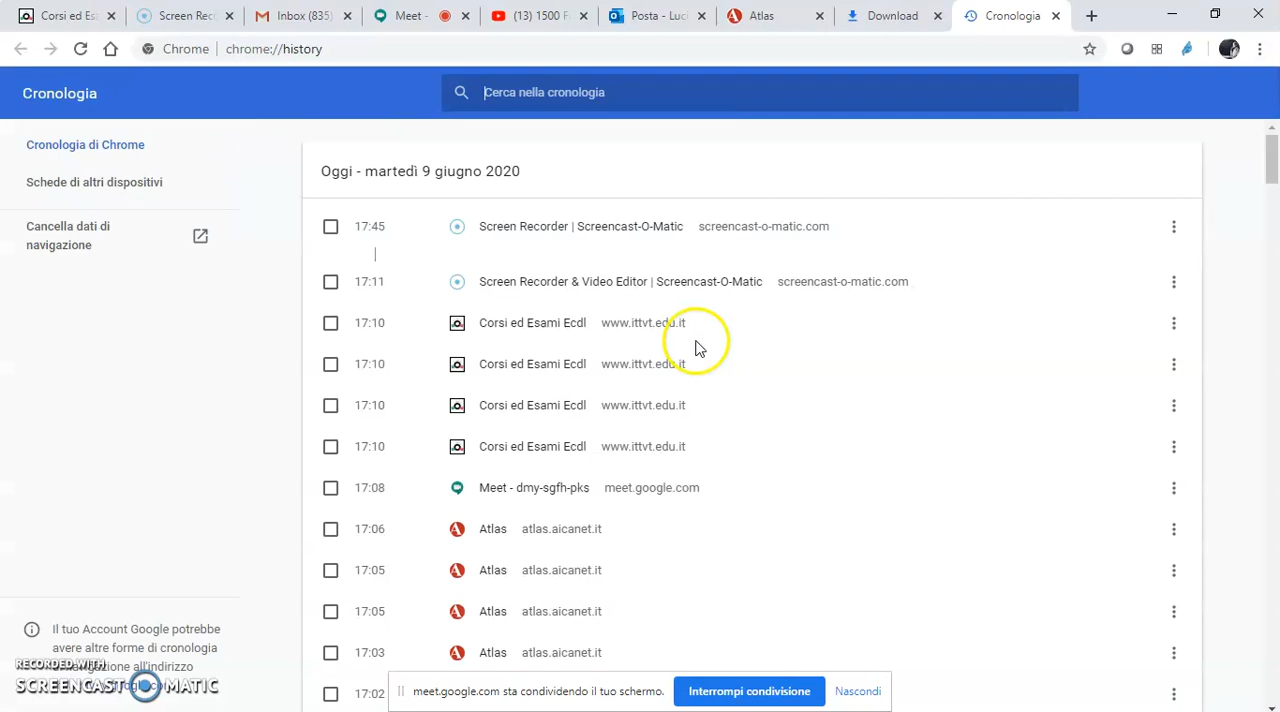 Corsi ed Es
Screen Rec
Inbox (835)
Meet -
(13) 1500 F
Posta - Luc
Atlas
Download
Cronologia
Chrome
chrome://history
Cronologia
Cerca nella cronologia
Cronologia di Chrome
Schede di altri dispositivi
Cancella dati di
navigazione
Oggi - martedì 9 giugno 2020
17:45 Screen Recorder | Screencast-O-Matic screencast-o-matic.com
17:11 Screen Recorder & Video Editor | Screencast-O-Matic screencast-o-matic.com
17:10 Corsi ed Esami Ecdl www.ittvt.edu.it
17:10 Corsi ed Esami Ecdl www.ittvt.edu.it
17:10 Corsi ed Esami Ecdl www.ittvt.edu.it
17:10 Corsi ed Esami Ecdl www.ittvt.edu.it
17:08 Meet - dmy-sgfh-pks meet.google.com
17:06 Atlas atlas.aicanet.it
17:05 Atlas atlas.aicanet.it
17:05 Atlas atlas.aicanet.it
17:03 Atlas atlas.aicanet.it
17:02
Il tuo Account Google potrebbe
avere altre forme di cronologia
navigazione all'indirizzo
RECORDED WITH
SCREENCAST MATIC
meet.google.com sta condividendo il tuo schermo.
Interrompi condivisione
Nascondi